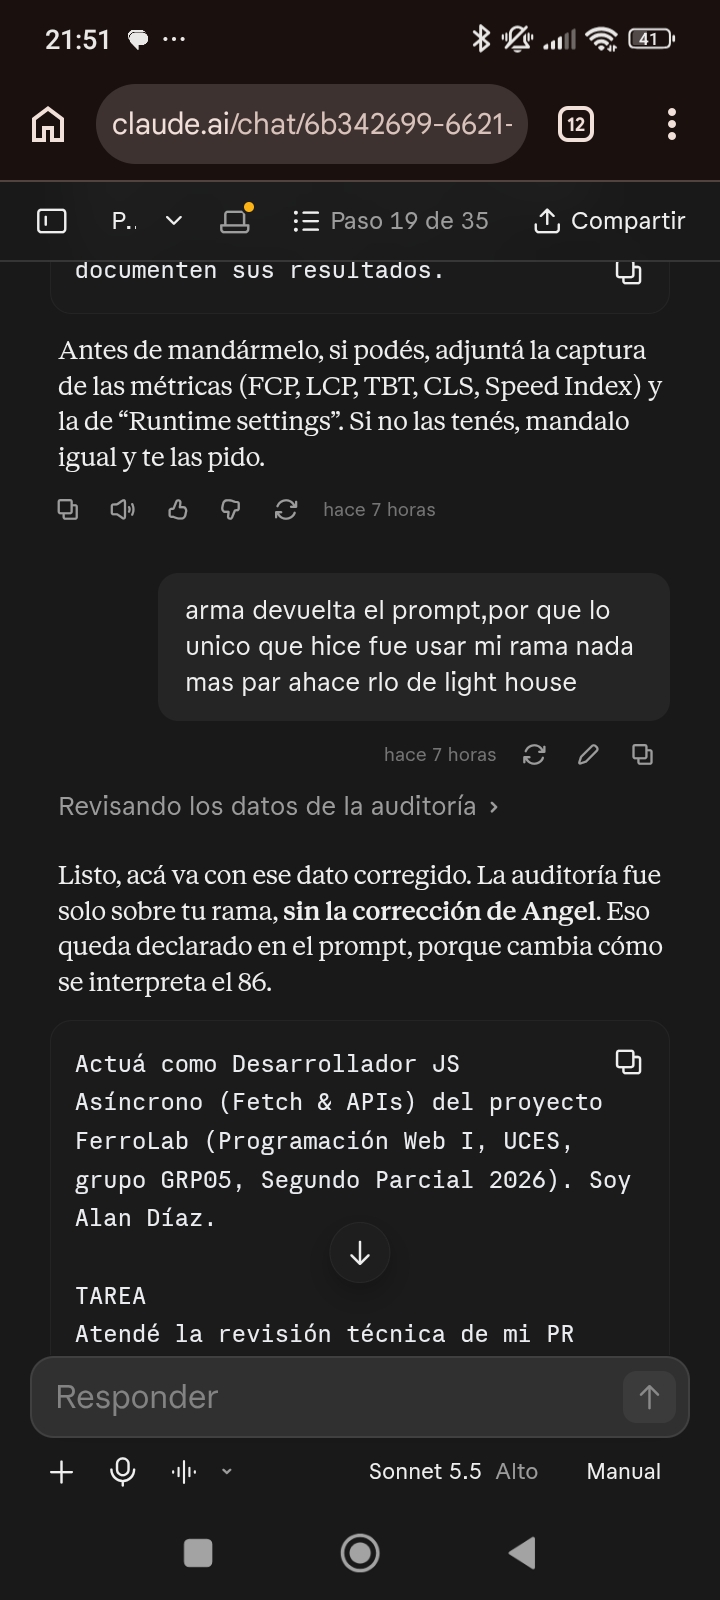 21:51
41
claude.ai/chat/6b342699-6621-
12
P..
Paso 19 de 35
Compartir
documenten sus resultados.
Antes de mandármelo, si podés, adjuntá la captura
de las métricas (FCP, LCP, TBT, CLS, Speed Index) y
la de “Runtime settings”. Si no las tenés, mandalo
igual y te las pido.
hace 7 horas
arma devuelta el prompt,por que lo
unico que hice fue usar mi rama nada
mas par ahace rlo de light house
hace 7 horas
Revisando los datos de la auditoría
Listo, acá va con ese dato corregido. La auditoría fue
solo sobre tu rama, sin la corrección de Angel. Eso
queda declarado en el prompt, porque cambia cómo
se interpreta el 86.
Actuá como Desarrollador JS
Asíncrono (Fetch & APIs) del proyecto
FerroLab (Programación Web I, UCES,
grupo GRP05, Segundo Parcial 2026). Soy
Alan Díaz.
TAREA
Atendé la revisión técnica de mi PR
Responder
Sonnet 5.5 Alto
Manual